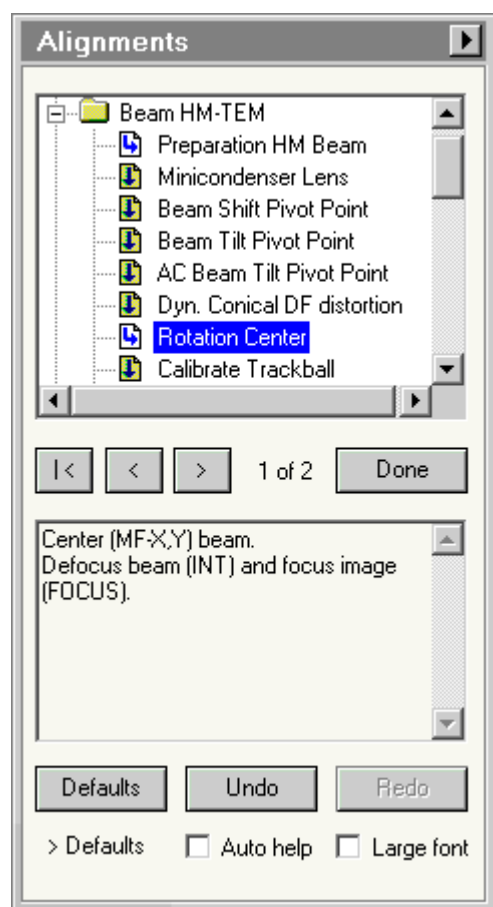 Alignments
Beam HM-TEM
Preparation HM Beam
Minicondenser Lens
Beam Shift Pivot Point
Beam Tilt Pivot Point
AC Beam Tilt Pivot Point
Dyn. Conical DF distortion
Rotation Center
Calibrate Trackball
|< < > 1 of 2 Done
Center (MF-X,Y) beam.
Defocus beam (INT) and focus image
(FOCUS).
Defaults Undo Redo
> Defaults Auto help Large font